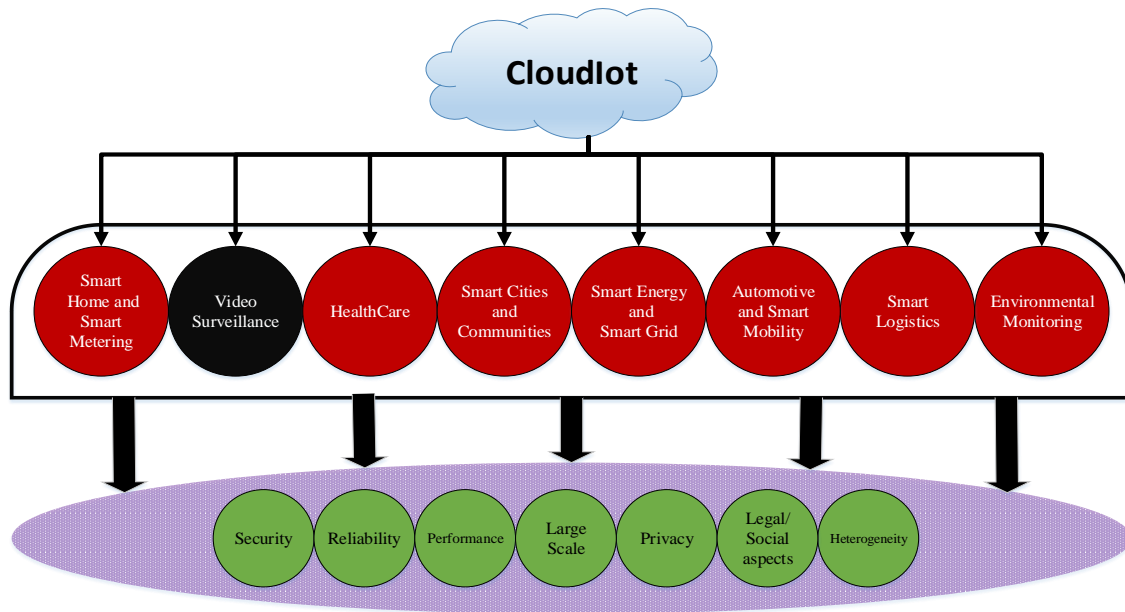 CloudIot
Smart
Home and
Smart
Metering
Video
Surveillance
HealthCare
Smart Cities
and
Communities
Smart Energy
and
Smart Grid
Automotive
and Smart
Mobility
Smart
Logistics
Environmental
Monitoring
Security
Reliability
Performance
Large
Scale
Privacy
Legal/
Social
aspects
Heterogeneity